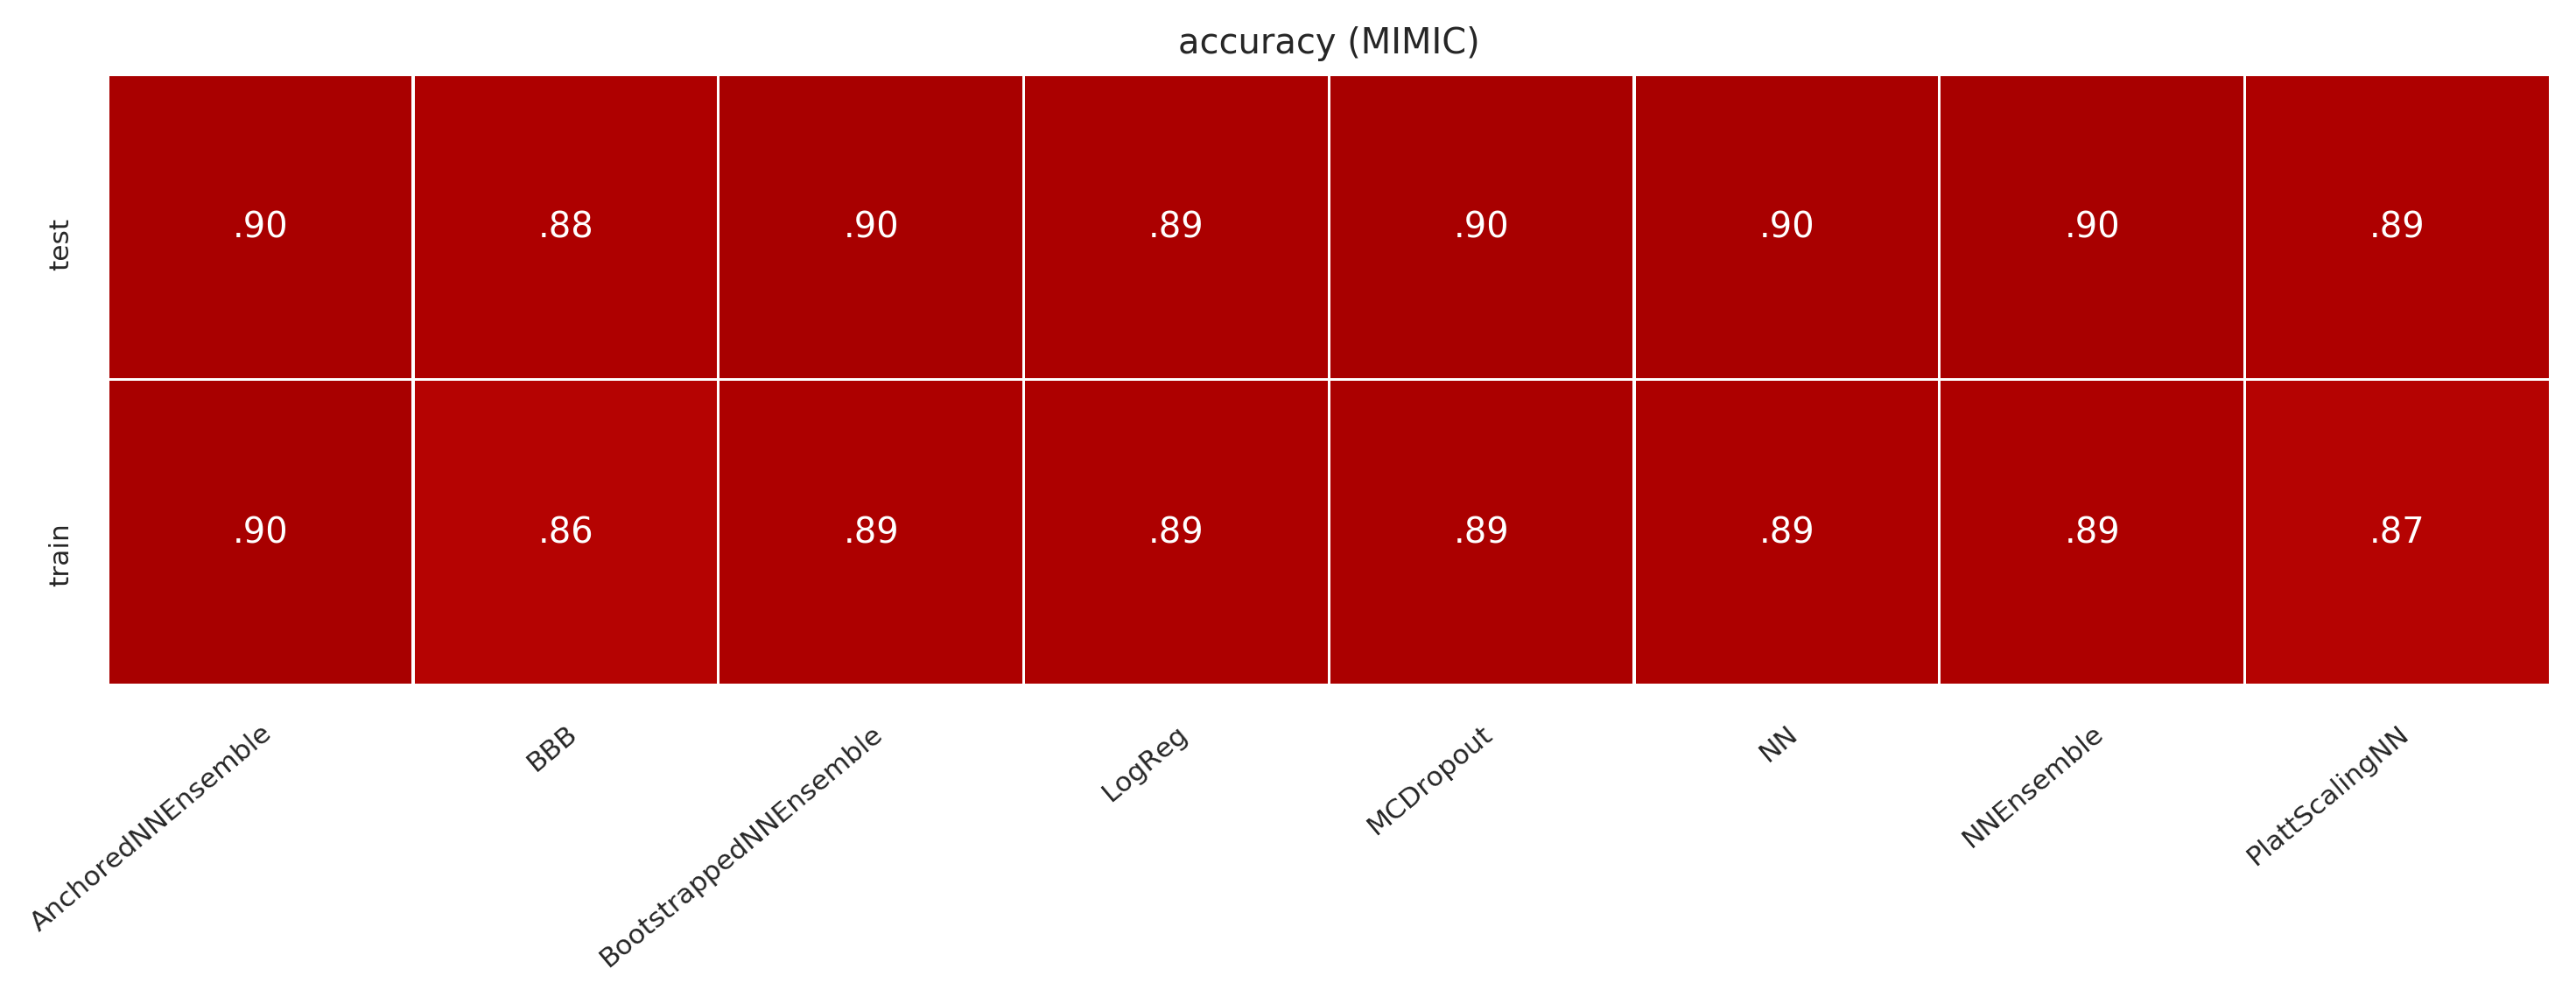 accuracy (MIMIC)
test
.90 .88 .90 .89 .90 .90 .90 .89
train
.90 .86 .89 .89 .89 .89 .89 .87
AnchoredNNEnsemble
BBB
BootstrappedNNEnsemble
LogReg
MCDropout
NN
NNEnsemble
PlattScalingNN